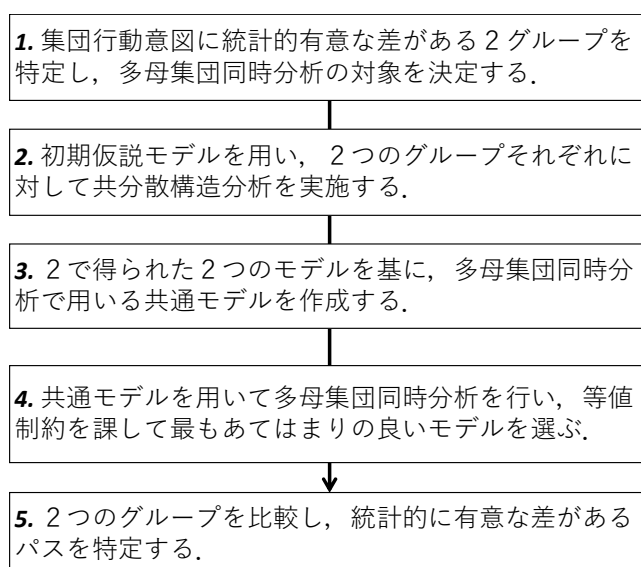 1. 集団行動意図に統計的有意な差がある２グループを
特定し，多母集団同時分析の対象を決定する．
2. 初期仮説モデルを用い，２つのグループそれぞれに
対して共分散構造分析を実施する．
3. ２で得られた２つのモデルを基に，多母集団同時分
析で用いる共通モデルを作成する．
4. 共通モデルを用いて多母集団同時分析を行い，等値
制約を課して最もあてはまりの良いモデルを選ぶ．
5. ２つのグループを比較し，統計的に有意な差がある
パスを特定する．